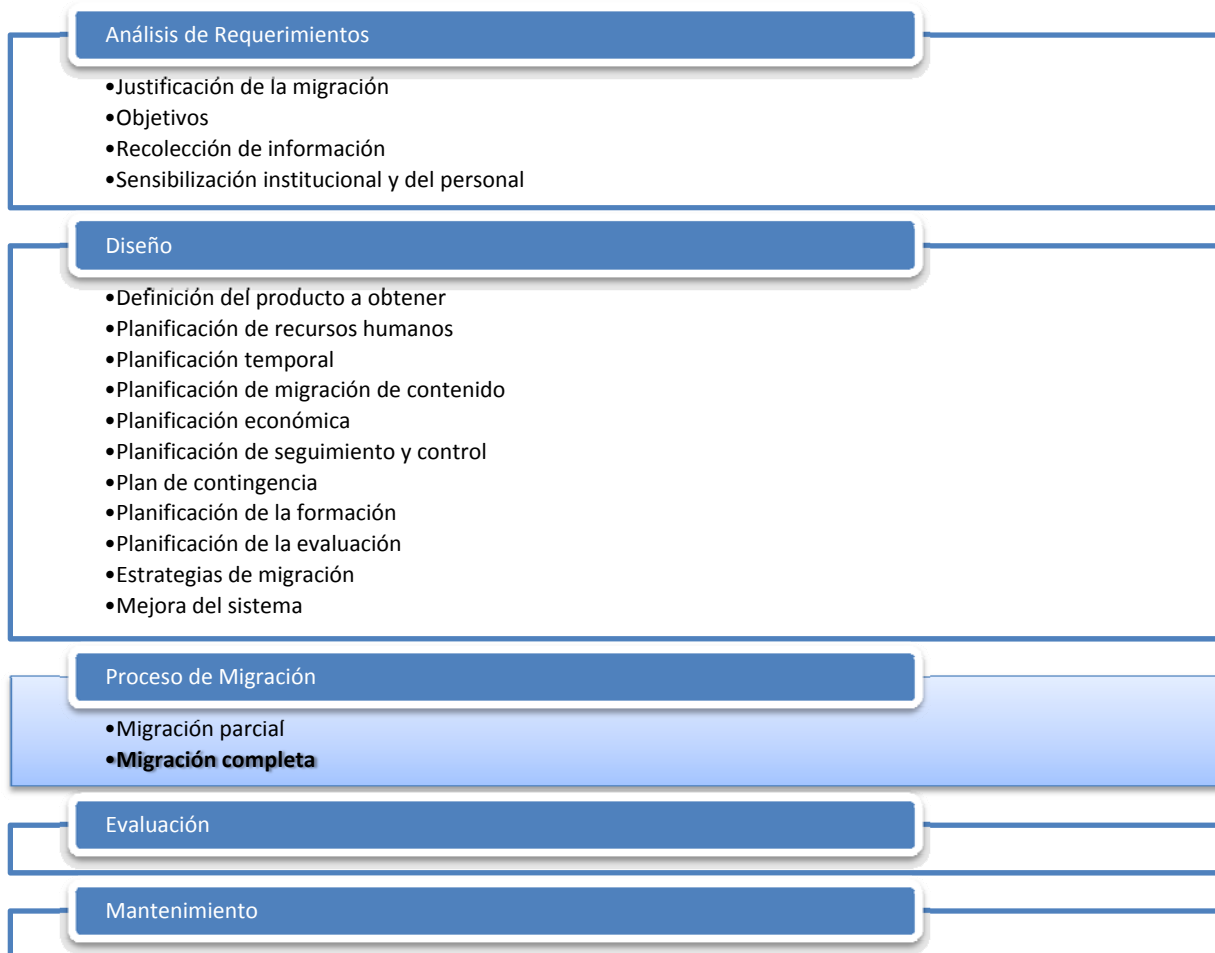 Análisis de Requerimientos
•Justificación de la migración
•Objetivos
•Recolección de información
•Sensibilización institucional y del personal
Diseño
•Definición del producto a obtener
•Planificación de recursos humanos
•Planificación temporal
•Planificación de migración de contenido
•Planificación económica
•Planificación de seguimiento y control
•Plan de contingencia
•Planificación de la formación
•Planificación de la evaluación
•Estrategias de migración
•Mejora del sistema
Proceso de Migración
•Migración parcial
•Migración completa
Evaluación
Mantenimiento